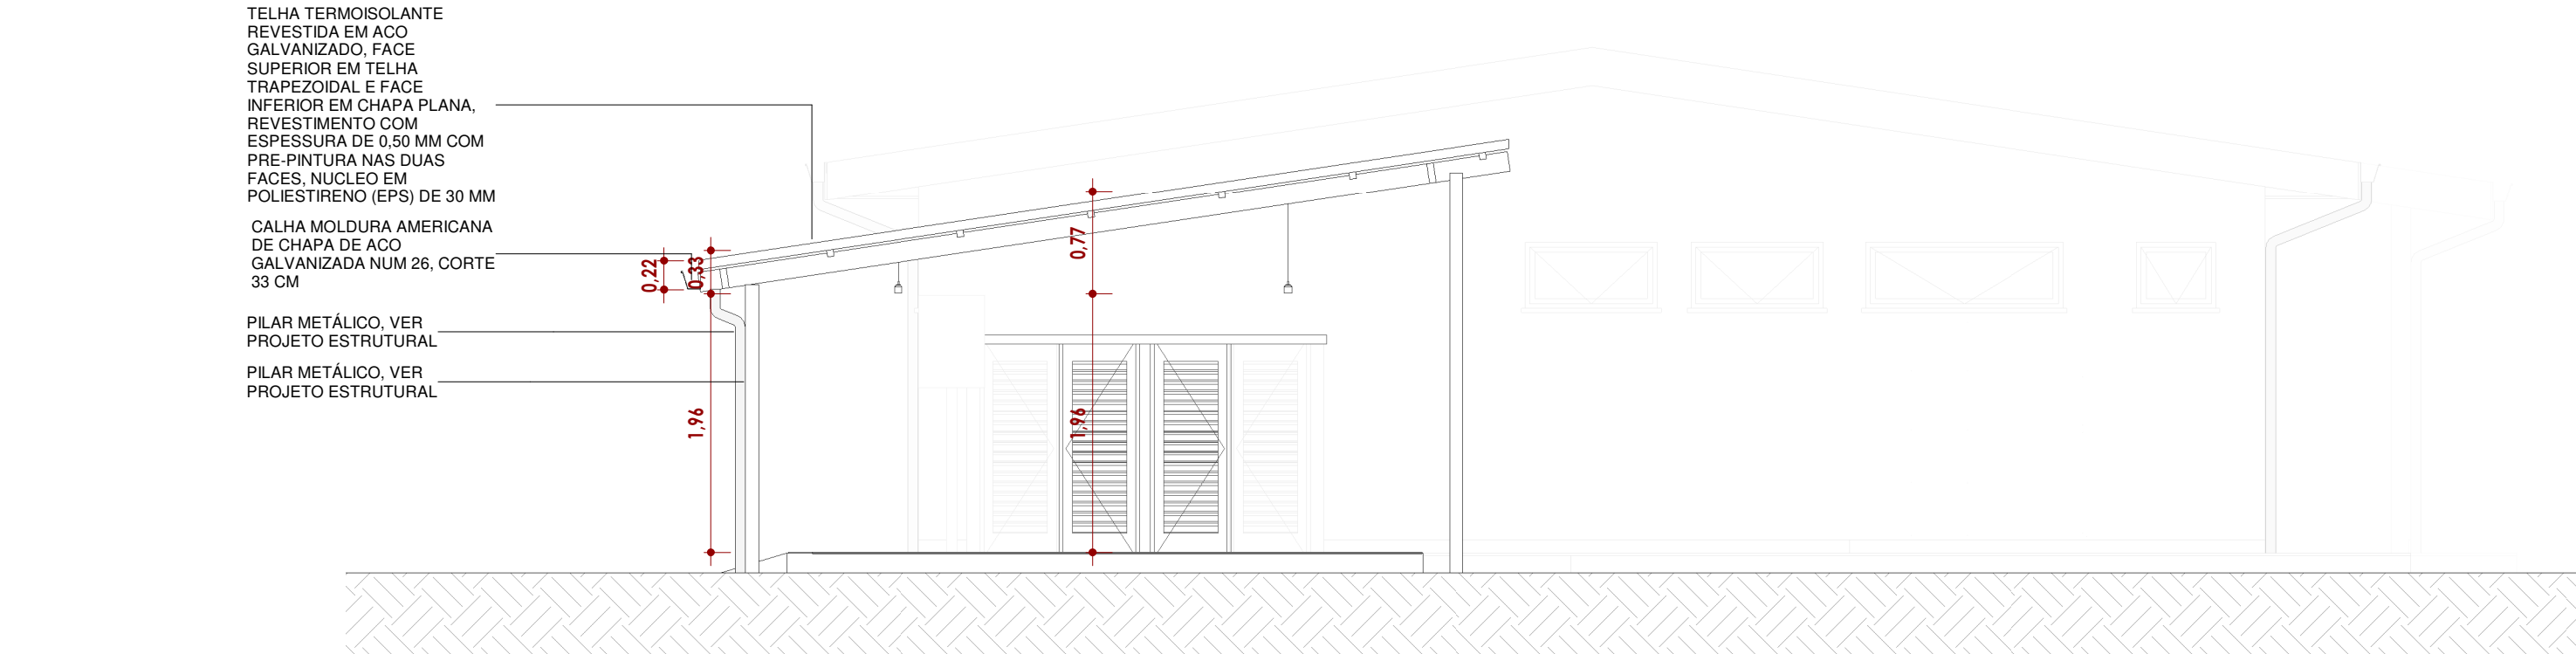 TELHA TERMOISOLANTE
REVESTIDA EM ACO
GALVANIZADO, FACE
SUPERIOR EM TELHA
TRAPEZOIDAL E FACE
INFERIOR EM CHAPA PLANA,
REVESTIMENTO COM
ESPESSURA DE 0,50 MM COM
PRE-PINTURA NAS DUAS
FACES, NUCLEO EM
POLIESTIRENO (EPS) DE 30 MM
CALHA MOLDURA AMERICANA
DE CHAPA DE ACO
GALVANIZADA NUM 26, CORTE
33 CM
PILAR METÁLICO, VER
PROJETO ESTRUTURAL
PILAR METÁLICO, VER
PROJETO ESTRUTURAL
0,22
0,33
0,77
1,96
1,96